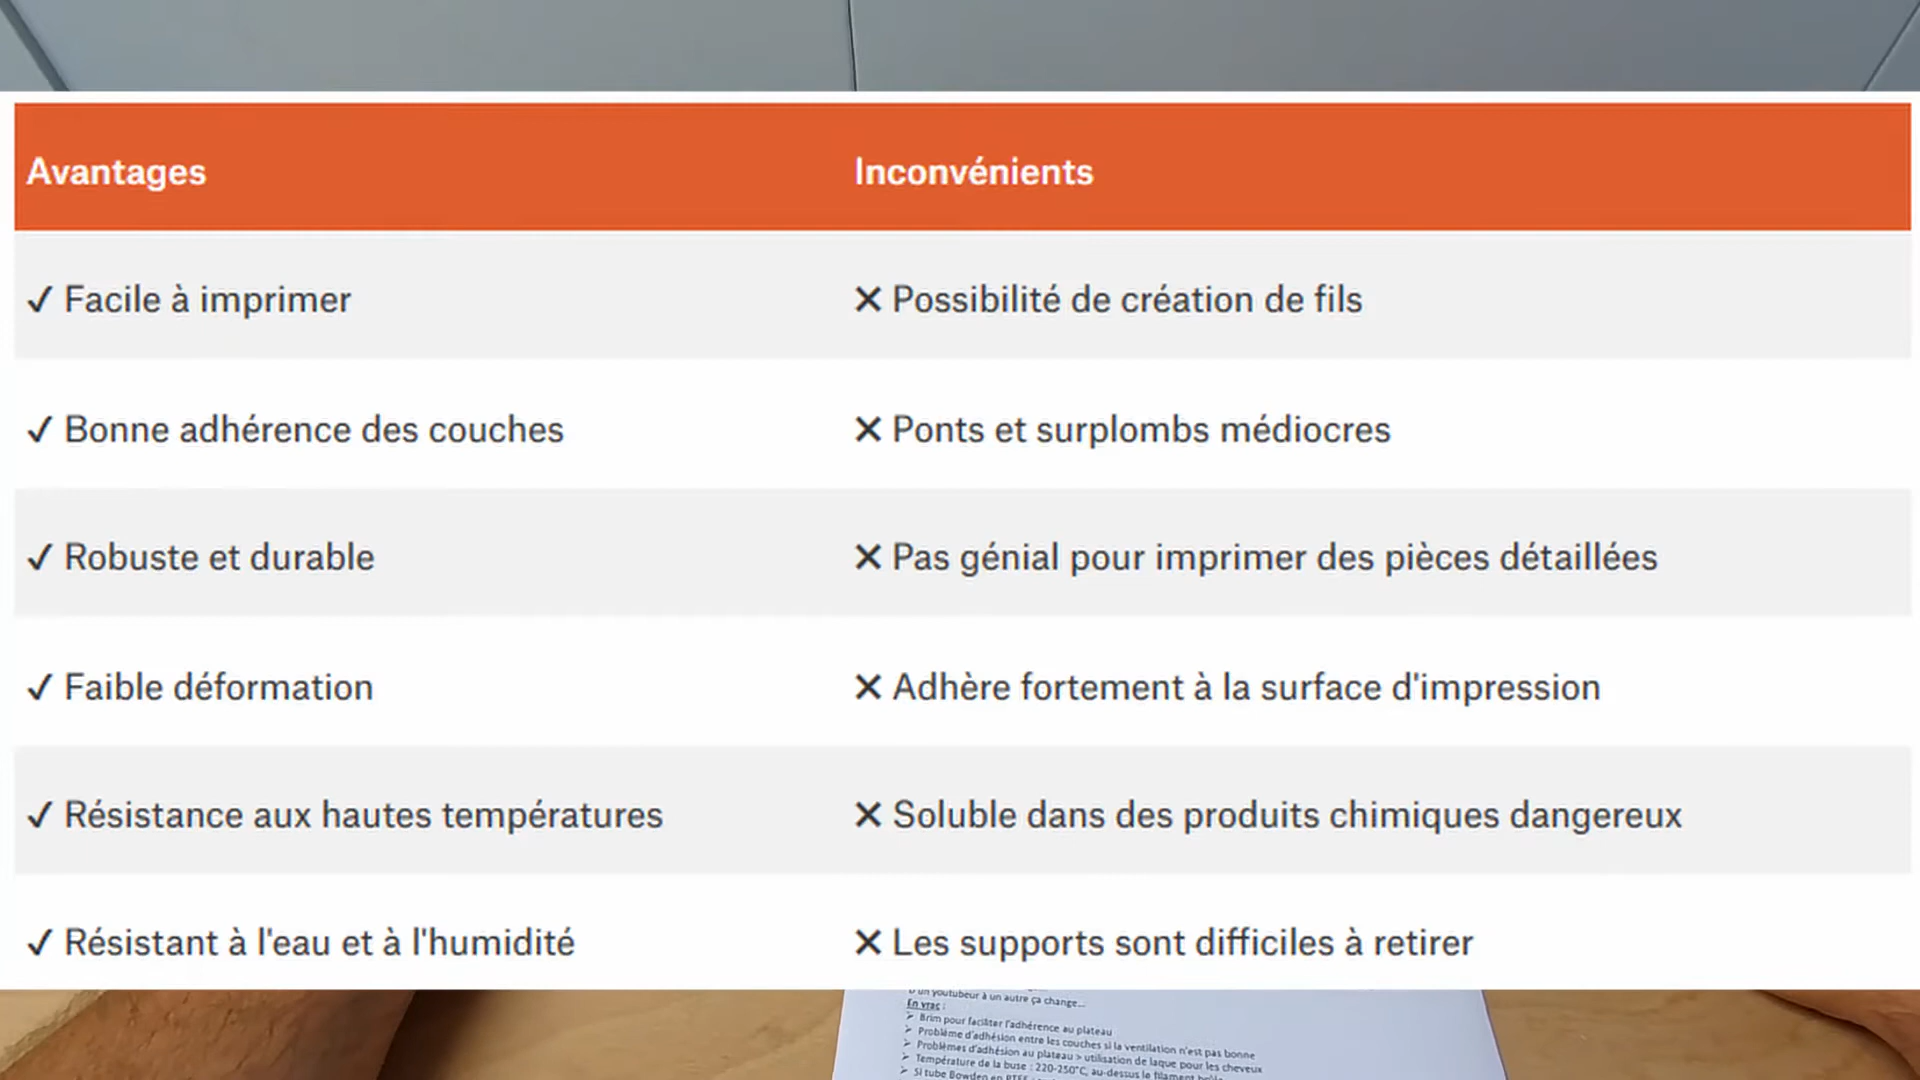 Avantages
Inconvénients
✓ Facile à imprimer
✕ Possibilité de création de fils
✓ Bonne adhérence des couches
✕ Ponts et surplombs médiocres
✓ Robuste et durable
✕ Pas génial pour imprimer des pièces détaillées
✓ Faible déformation
✕ Adhère fortement à la surface d'impression
✓ Résistance aux hautes températures
✕ Soluble dans des produits chimiques dangereux
✓ Résistant à l'eau et à l'humidité
✕ Les supports sont difficiles à retirer
D'un youtubeur à un autre ça change...
En vrac :
➢ Brim pour faciliter l'adhérence au plateau
➢ Problème d'adhésion entre les couches si la ventilation n'est pas bonne
➢ Problèmes d'adhésion au plateau > utilisation de laque pour les cheveux
➢ Température de la buse : 220-250°C, au-dessus le filament
➢ Si tube Bowden en PTFE